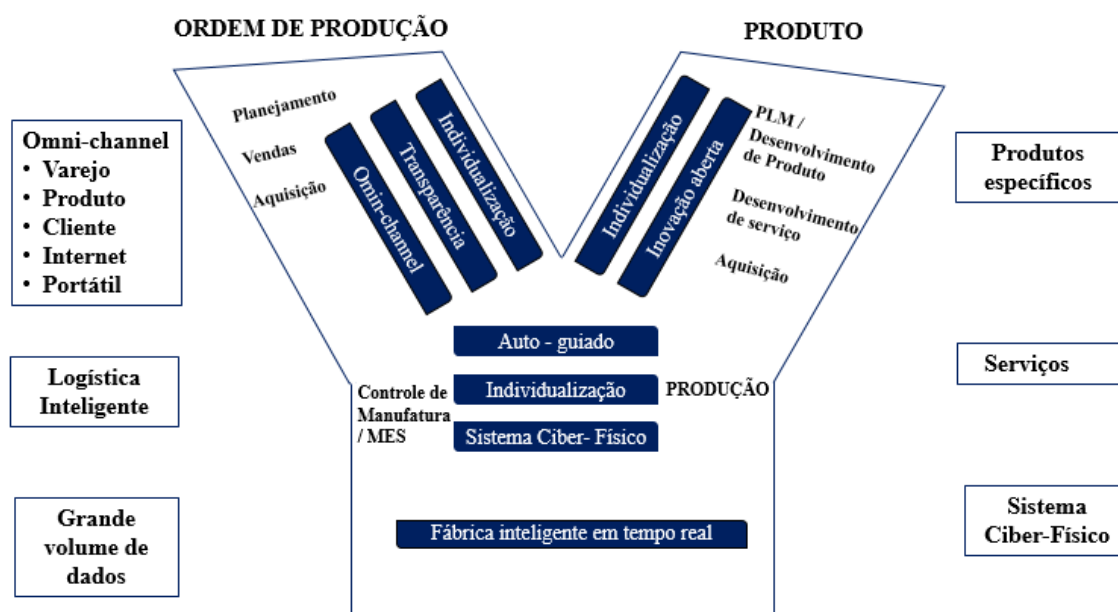 ORDEM DE PRODUÇÃO
PRODUTO
Omni-channel
• Varejo
• Produto
• Cliente
• Internet
• Portátil
Logística
Inteligente
Grande
volume de
dados
Planejamento
Vendas
Aquisição
Omin-channel
Transparência
Individualização
Individualização
Inovação aberta
PLM /
Desenvolvimento
de Produto
Desenvolvimento
de serviço
Aquisição
Auto - guiado
Individualização
Sistema Ciber- Físico
Controle de
Manufatura
/ MES
PRODUÇÃO
Fábrica inteligente em tempo real
Produtos
específicos
Serviços
Sistema
Ciber-Físico